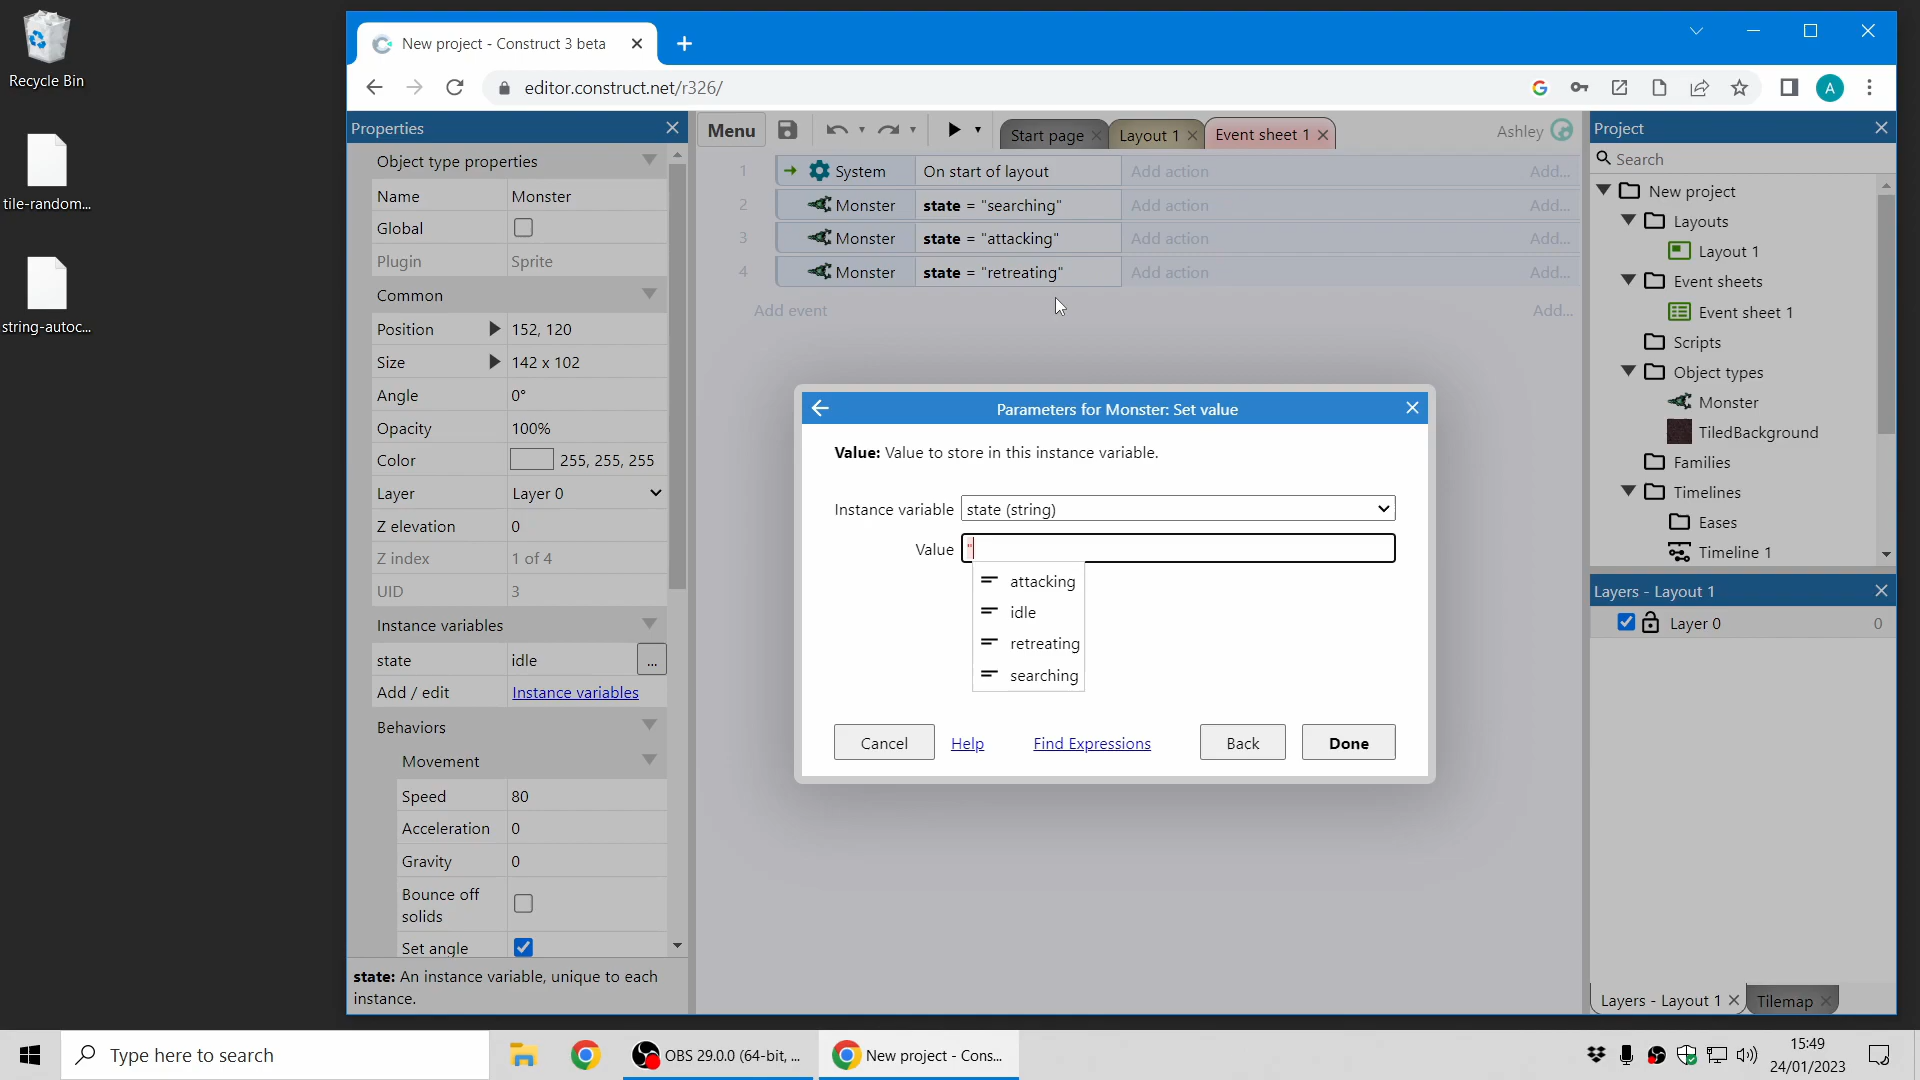 Recycle Bin
tile-random...
string-autoc...
New project - Construct 3 beta
editor.construct.net/r326/
A
Properties
Object type properties
Name Monster
Global
Plugin Sprite
Common
Position 152, 120
Size 142 x 102
Angle 0°
Opacity 100%
Color 255, 255, 255
Layer Layer 0
Z elevation 0
Z index 1 of 4
UID 3
Instance variables
state idle ...
Add / edit Instance variables
Behaviors
Movement
Speed 80
Acceleration 0
Gravity 0
Bounce off
solids
Set angle
state: An instance variable, unique to each
instance.
Menu
Start page
Layout 1
Event sheet 1
Ashley
1 System On start of layout Add action Add...
2 Monster state = "searching" Add action Add...
3 Monster state = "attacking" Add action Add...
4 Monster state = "retreating" Add action Add...
Add event Add...
Parameters for Monster: Set value
Value: Value to store in this instance variable.
Instance variable state (string)
Value "
attacking
idle
retreating
searching
Cancel Help Find Expressions Back Done
Project
Search
New project
Layouts
Layout 1
Event sheets
Event sheet 1
Scripts
Object types
Monster
TiledBackground
Families
Timelines
Eases
Timeline 1
Layers - Layout 1
Layer 0 0
Layers - Layout 1 Tilemap
Type here to search
OBS 29.0.0 (64-bit, ...
New project - Cons...
15:49
24/01/2023